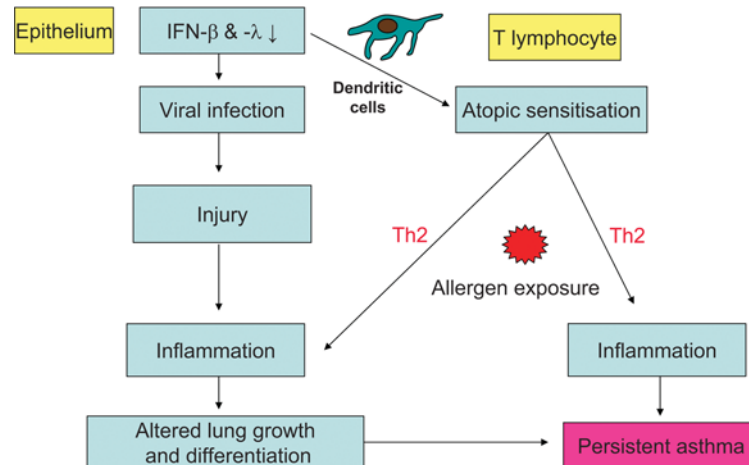 Epithelium
IFN-β & -λ ↓
T lymphocyte
Dendritic
cells
Viral infection
Atopic sensitisation
Injury
Th2
Th2
Allergen exposure
Inflammation
Inflammation
Altered lung growth
and differentiation
Persistent asthma